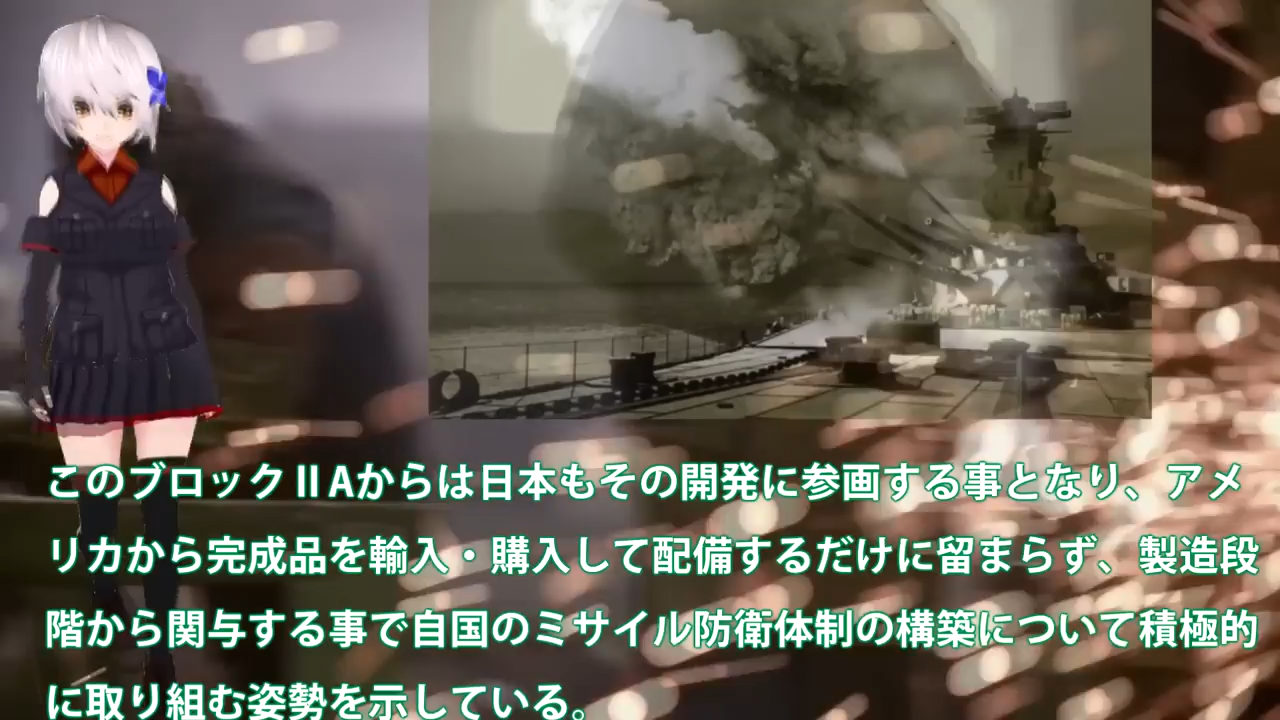 このブロックⅡAからは日本もその開発に参画する事となり、アメ
リカから完成品を輸入・購入して配備するだけに留まらず、製造段
階から関与する事で自国のミサイル防衛体制の構築について積極的
に取り組む姿勢を示している。